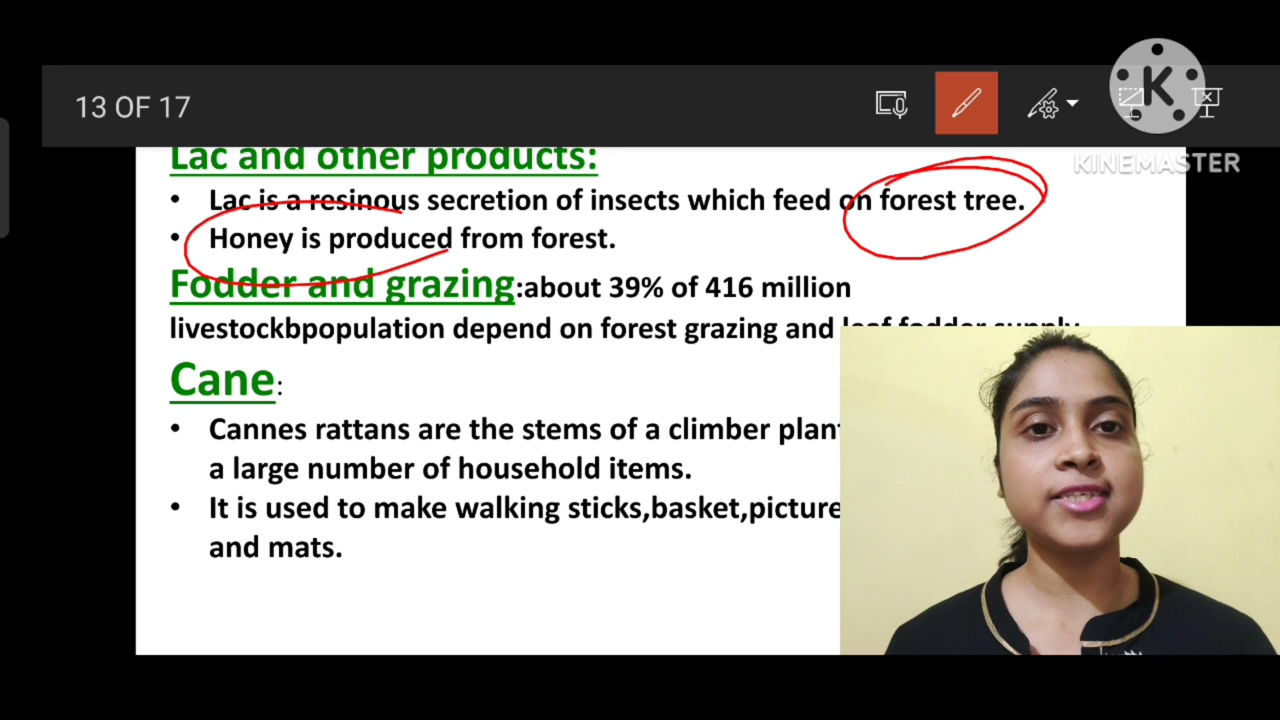 13 OF 17
K
KINEMASTER
Lac and other products:
• Lac is a resinous secretion of insects which feed on forest tree.
• Honey is produced from forest.
Fodder and grazing:about 39% of 416 million
livestockbpopulation depend on forest grazing and leaf fodder supply
Cane:
• Cannes rattans are the stems of a climber plant
a large number of household items.
• It is used to make walking sticks,basket,picture
and mats.